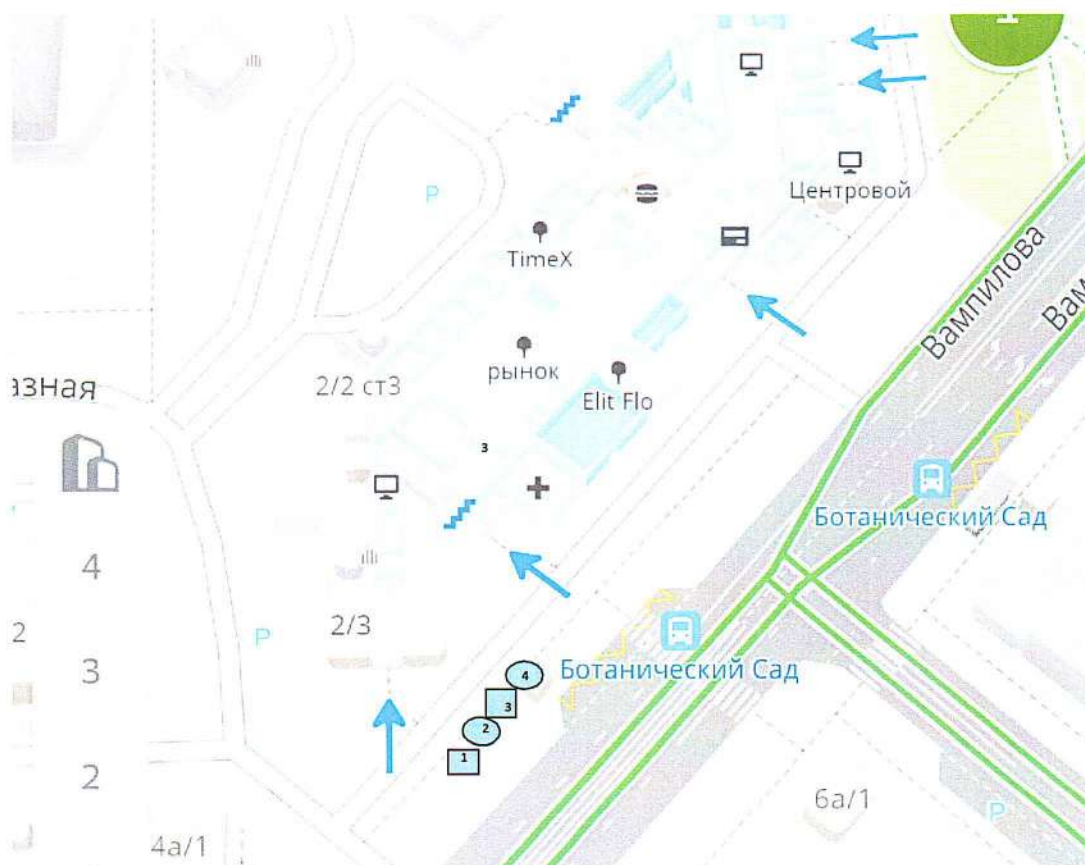 P
Центровой
TimeX
Вампилова
рынок
Elit Flo
2/2 ст3
азная
3
Ботанический Сад
4
2/3
2
P
3
Ботанический Сад
4
3
2
1
2
6а/1
P
4а/1